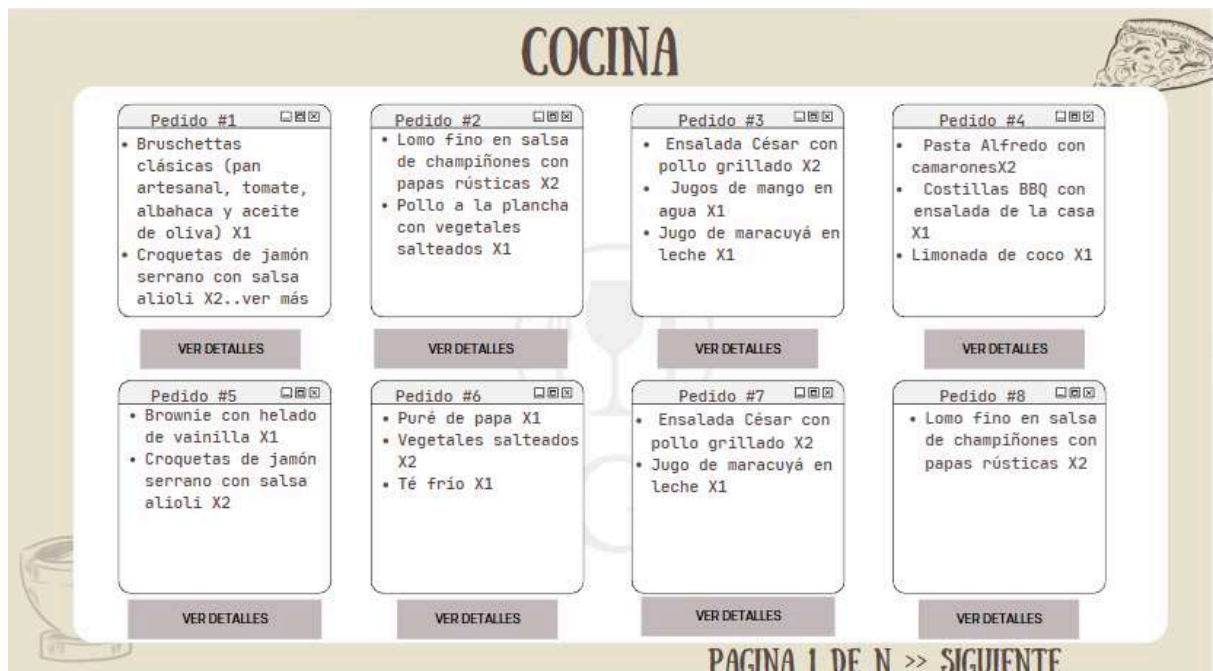 COCINA
Pedido #1
• Bruschettas
clásicas (pan
artesanal, tomate,
albahaca y aceite
de oliva) X1
• Croquetas de jamón
serrano con salsa
alioli X2..ver más
VER DETALLES
Pedido #2
• Lomo fino en salsa
de champiñones con
papas rústicas X2
• Pollo a la plancha
con vegetales
salteados X1
VER DETALLES
Pedido #3
• Ensalada César con
pollo grillado X2
• Jugos de mango en
agua X1
• Jugo de maracuyá en
leche X1
VER DETALLES
Pedido #4
• Pasta Alfredo con
camaronesX2
• Costillas BBQ con
ensalada de la casa
X1
• Limonada de coco X1
VER DETALLES
Pedido #5
• Brownie con helado
de vainilla X1
• Croquetas de jamón
serrano con salsa
alioli X2
VER DETALLES
Pedido #6
• Puré de papa X1
• Vegetales salteados
X2
• Té frío X1
VER DETALLES
Pedido #7
• Ensalada César con
pollo grillado X2
• Jugo de maracuyá en
leche X1
VER DETALLES
Pedido #8
• Lomo fino en salsa
de champiñones con
papas rústicas X2
VER DETALLES
PAGINA 1 DE N >> SIGUIENTE